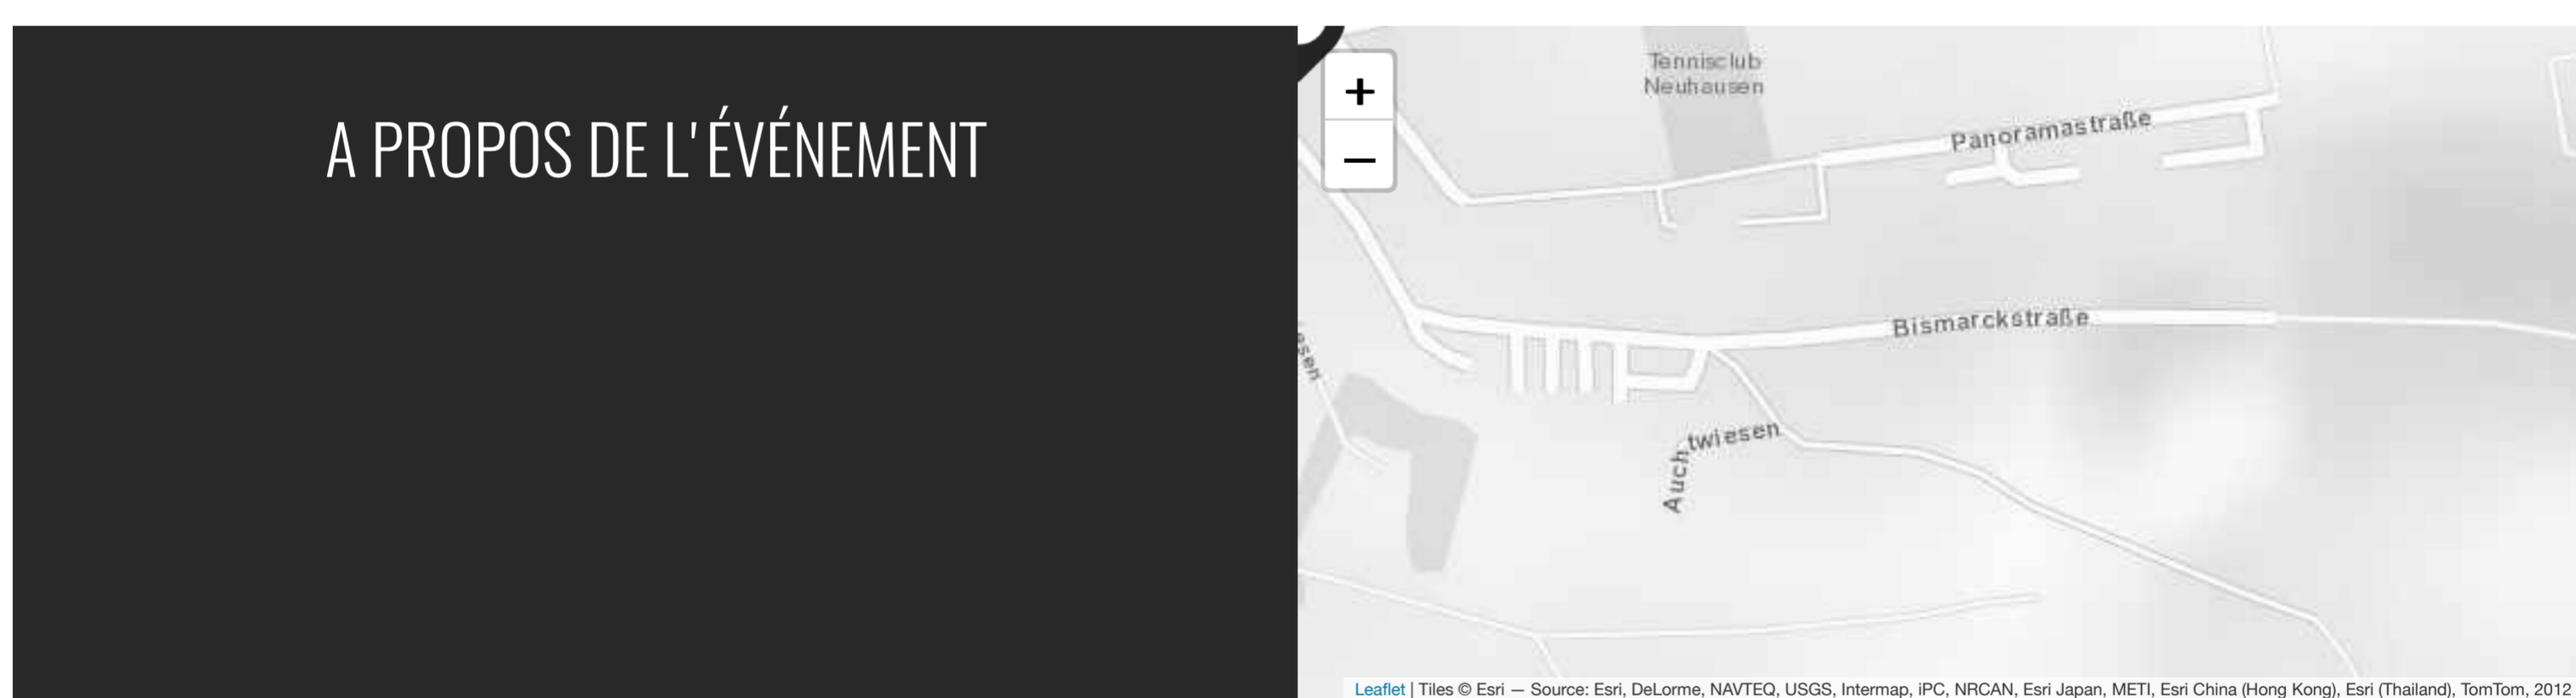 A PROPOS DE L'ÉVÉNEMENT
+
−
Tennisclub
Neuhausen
Panoramastraße
Bismarckstraße
Auchtwiesen
Leaflet | Tiles © Esri — Source: Esri, DeLorme, NAVTEQ, USGS, Intermap, iPC, NRCAN, Esri Japan, METI, Esri China (Hong Kong), Esri (Thailand), TomTom, 2012